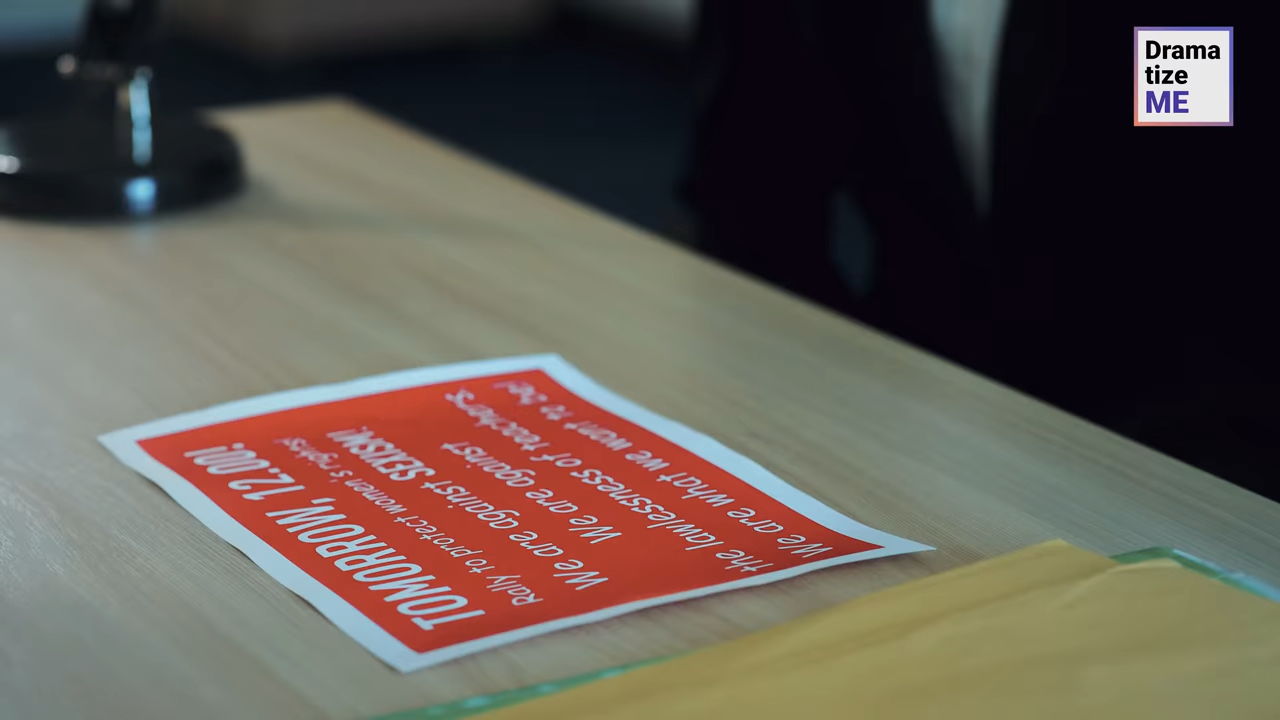 Drama
tize
ME
TOMORROW, 12.00!
Rally to protect women's rights!
We are against SEXISM!
We are against
the lawlessness of teachers.
We are what we want to be!